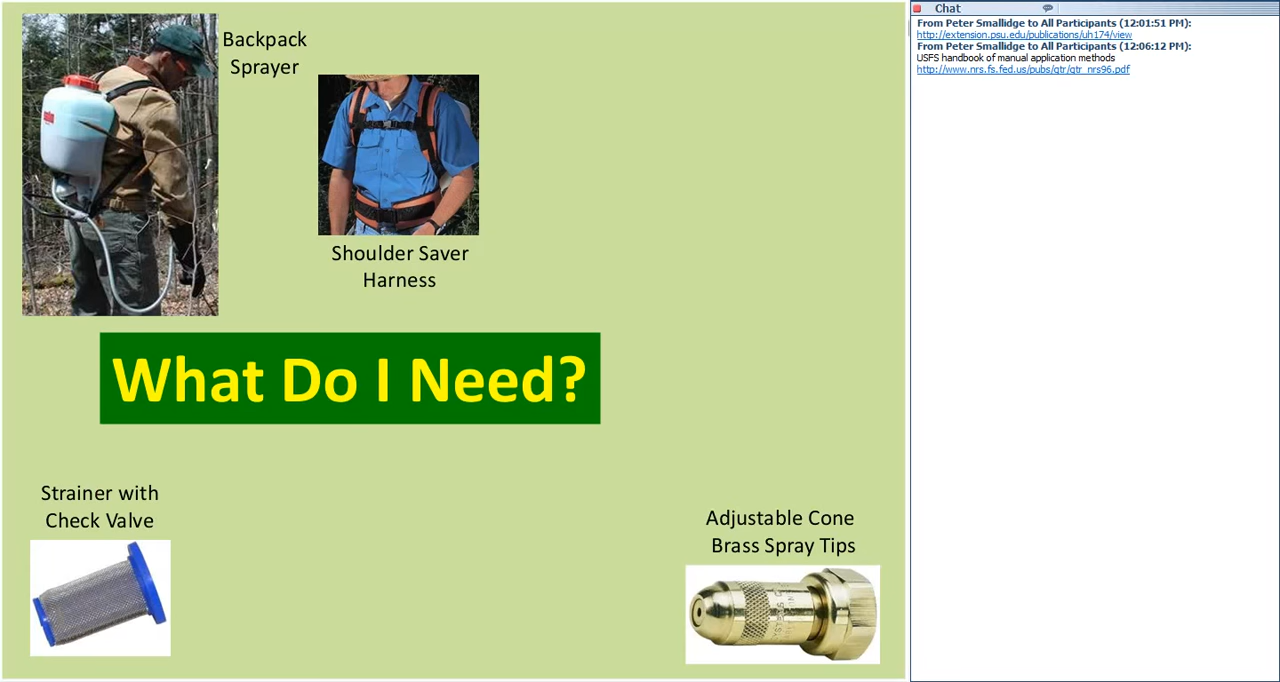 Backpack
Sprayer
Shoulder Saver
Harness
What Do I Need?
Strainer with
Check Valve
Adjustable Cone
Brass Spray Tips
Chat
From Peter Smallidge to All Participants (12:01:51 PM):
http://extension.psu.edu/publications/uh174/view
From Peter Smallidge to All Participants (12:06:12 PM):
USFS handbook of manual application methods
http://www.nrs.fs.fed.us/pubs/gtr/gtr_nrs96.pdf